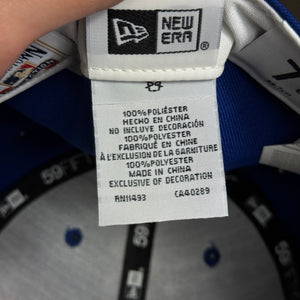 NEW
ERA®
100%POLIÉSTER
HECHO EN CHINA
NO INCLUYE DECORACIÓN
100%POLYESTER
FABRIQUÉ EN CHINE
À L'EXCLUSION DE LA GARNITURE
100%POLYESTER
MADE IN CHINA
EXCLUSIVE OF DECORATION
RN11493 CA40289
59
59
59